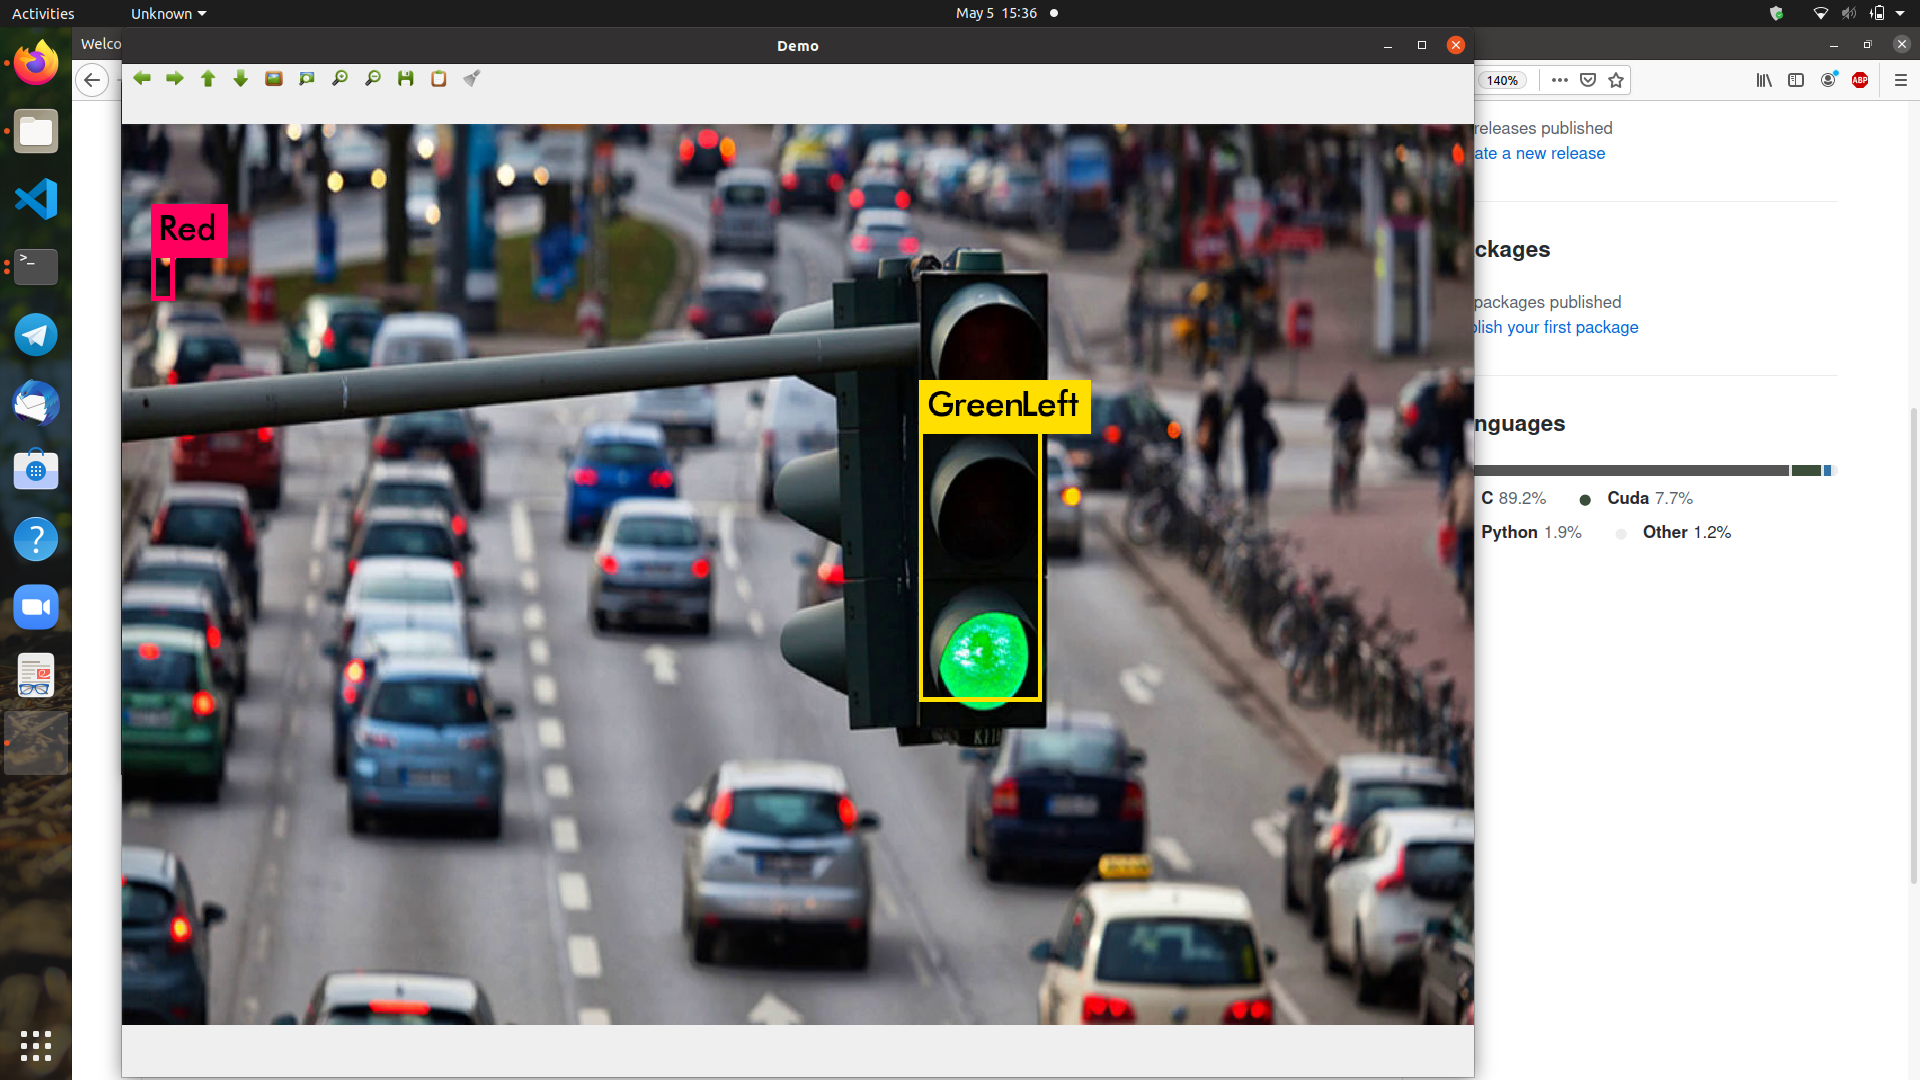 Activities
Unknown
May 5 15:36
Welco
Demo
140%
ABP
releases published
ate a new release
Red
ckages
packages published
blish your first package
GreenLeft
nguages
C 89.2%
Cuda 7.7%
Python 1.9%
Other 1.2%